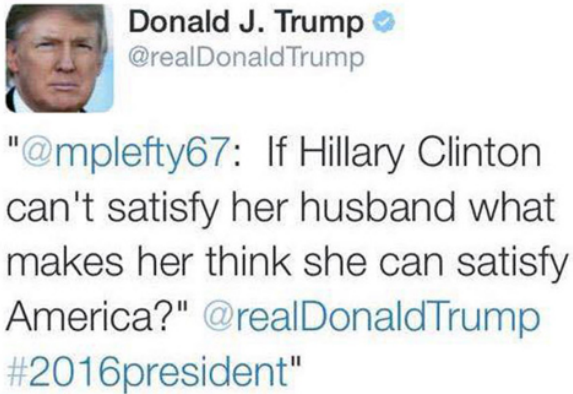 Donald J. Trump
@realDonaldTrump
"@mplefty67: If Hillary Clinton
can't satisfy her husband what
makes her think she can satisfy
America?" @realDonaldTrump
#2016president"